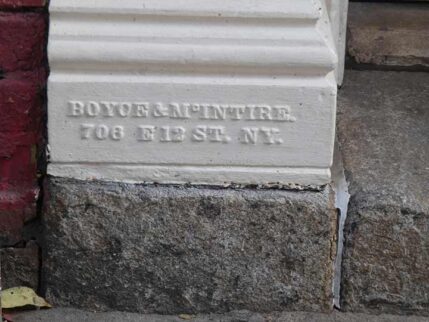 BOYCE & McINTIRE.
706 E 12 ST. NY.